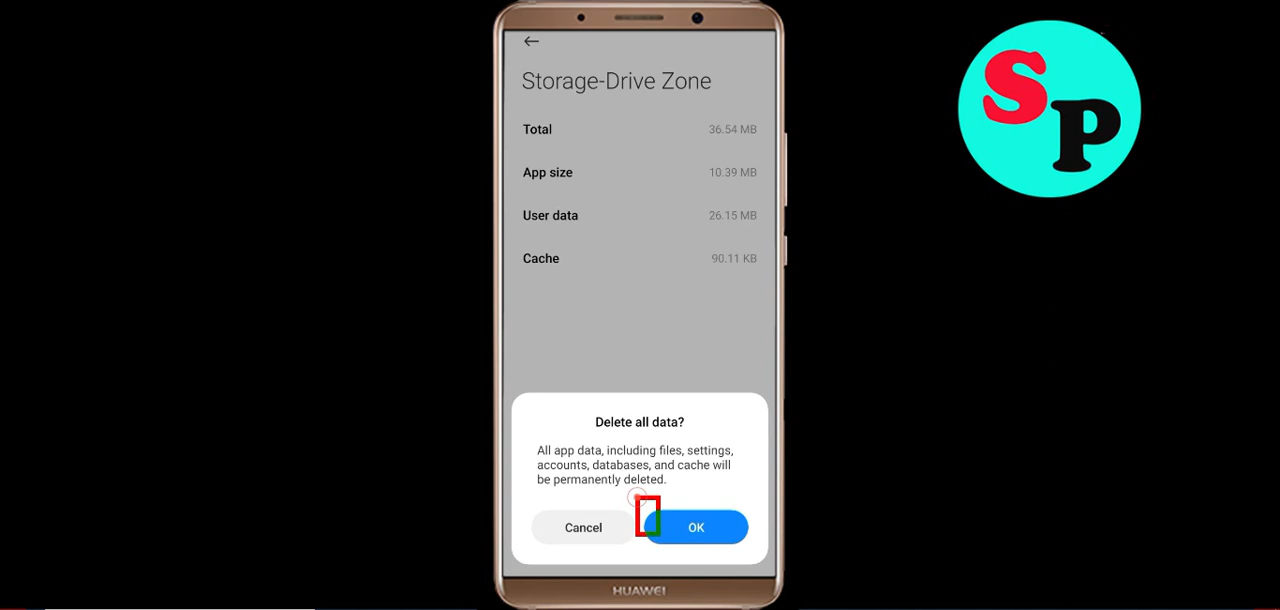 S
P
Storage-Drive Zone
Total 36.54 MB
App size 10.39 MB
User data 26.15 MB
Cache 90.11 KB
Delete all data?
All app data, including files, settings,
accounts, databases, and cache will
be permanently deleted.
Cancel OK
HUAWEI